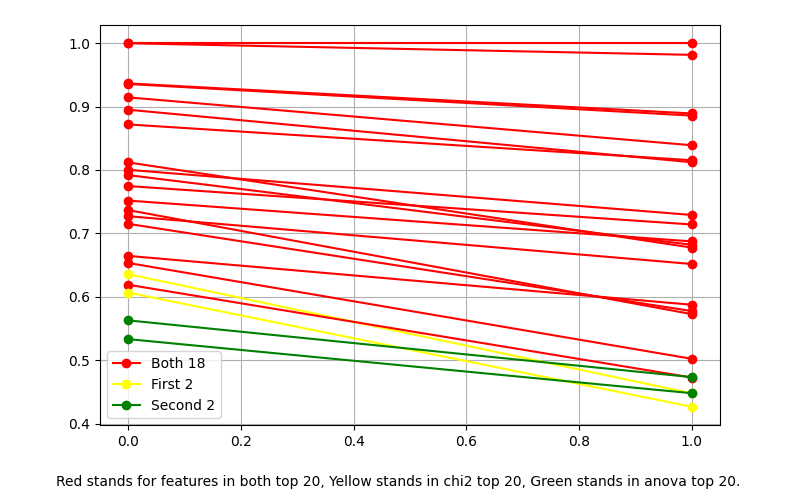 1.0
0.9
0.8
0.7
0.6
0.5
0.4
Both 18
First 2
Second 2
0.0 0.2 0.4 0.6 0.8 1.0
Red stands for features in both top 20, Yellow stands in chi2 top 20, Green stands in anova top 20.